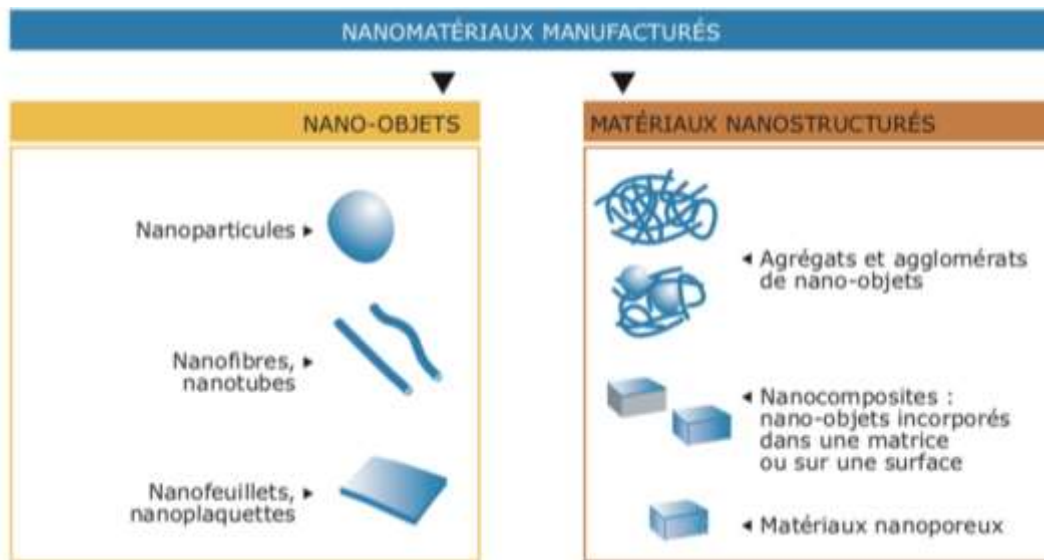 NANOMATÉRIAUX MANUFACTURÉS
NANO-OBJETS
Nanoparticules
Nanofibres,
nanotubes
Nanofeuillets,
nanoplaquettes
MATÉRIAUX NANOSTRUCTURÉS
Agrégats et agglomérats
de nano-objets
Nanocomposites :
nano-objets incorporés
dans une matrice
ou sur une surface
Matériaux nanoporeux